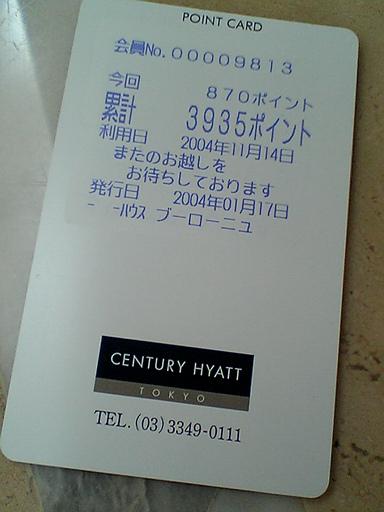 POINT CARD
会員No.00009813
今回 870ポイント
累計 3935ポイント
利用日 2004年11月14日
またのお越しを
お待ちしております
発行日 2004年01月17日
ーハウス ブーローニュ
CENTURY HYATT
TOKYO
TEL.(03)3349-0111